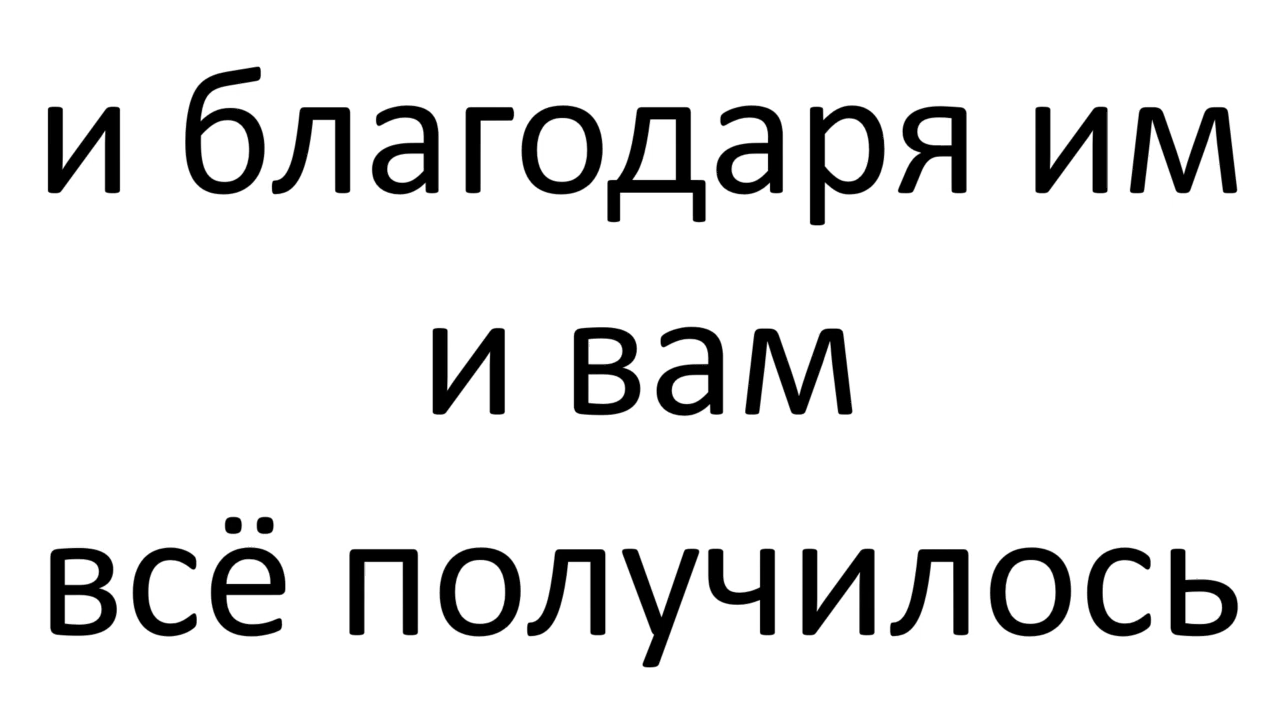 и благодаря им
и вам
всё получилось